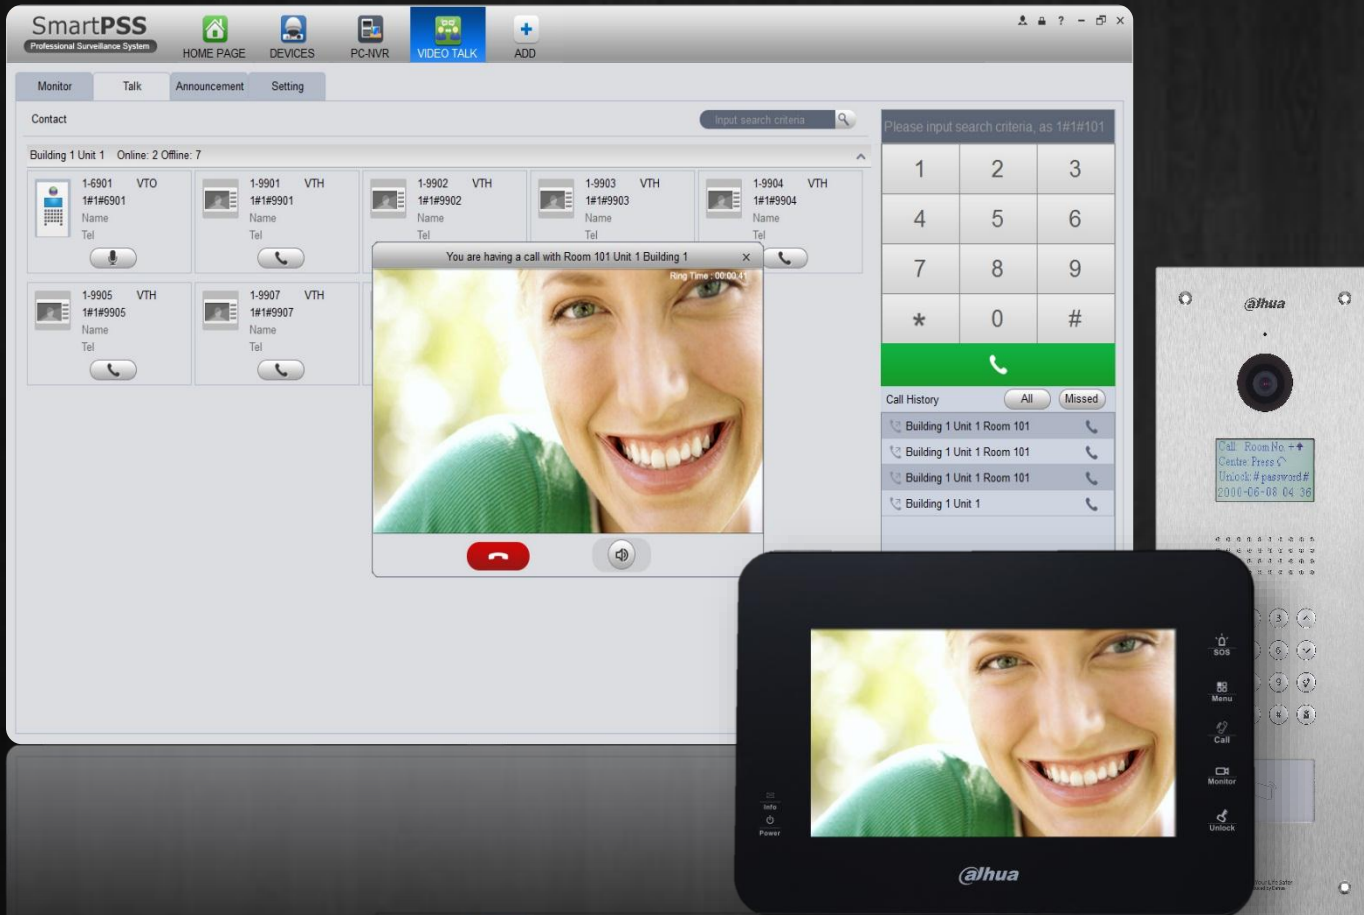 SmartPSS
Professional Surveillance System
HOME PAGE
DEVICES
PC-NVR
VIDEO TALK
ADD
Monitor
Talk
Announcement
Setting
Contact
Input search criteria
Building 1 Unit 1 Online: 2 Offline: 7
1-6901 VTO
1#1#6901
Name
Tel
1-9901 VTH
1#1#9901
Name
Tel
1-9902 VTH
1#1#9902
Name
Tel
1-9903 VTH
1#1#9903
Name
Tel
1-9904 VTH
1#1#9904
Name
Tel
1-9905 VTH
1#1#9905
Name
Tel
1-9907 VTH
1#1#9907
Name
Tel
You are having a call with Room 101 Unit 1 Building 1
Ring Time : 00:00:41
Please input search criteria, as 1#1#101
1 2 3
4 5 6
7 8 9
* 0 #
Call History
All
Missed
Building 1 Unit 1 Room 101
Building 1 Unit 1 Room 101
Building 1 Unit 1 Room 101
Building 1 Unit 1
alhua
Call: Room No. +
Centre: Press
Unlock: # password #
2000-06-08 04 36
3
6
9
#
SOS
Menu
Call
Monitor
Unlock
Info
Power
alhua